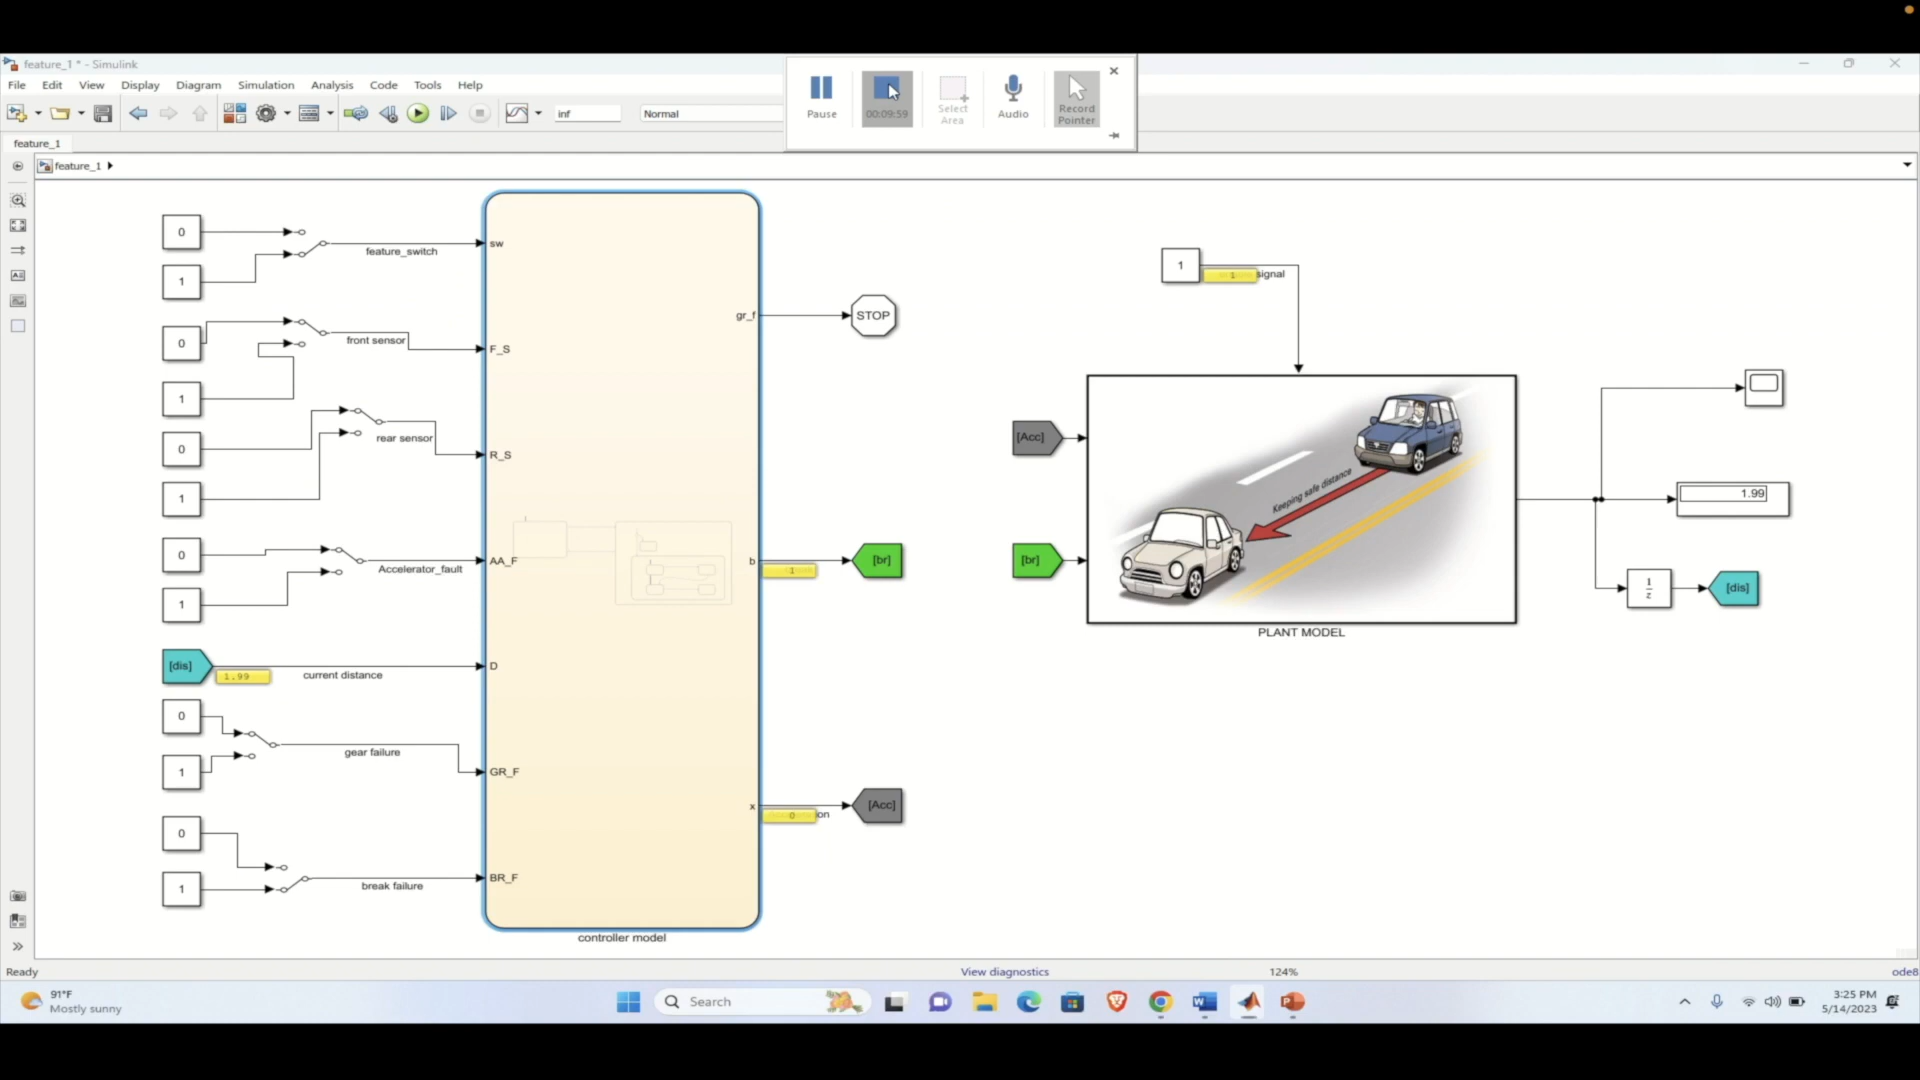 feature_1 * - Simulink
File Edit View Display Diagram Simulation Analysis Code Tools Help
inf
Normal
Pause
00:09:59
Select Area
Audio
Record Pointer
feature_1
feature_1
0
1
feature_switch
sw
0
1
front sensor
F_S
0
1
rear sensor
R_S
0
1
Accelerator_fault
AA_F
[dis]
1.99
current distance
D
0
1
gear failure
GR_F
0
1
break failure
BR_F
gr_f
STOP
b
1
[br]
x
0
ion
[Acc]
controller model
1
1
signal
[Acc]
[br]
Keeping safe distance
PLANT MODEL
1.99
1
z
[dis]
Ready
View diagnostics
124%
ode8
91°F
Mostly sunny
Search
3:25 PM
5/14/2023